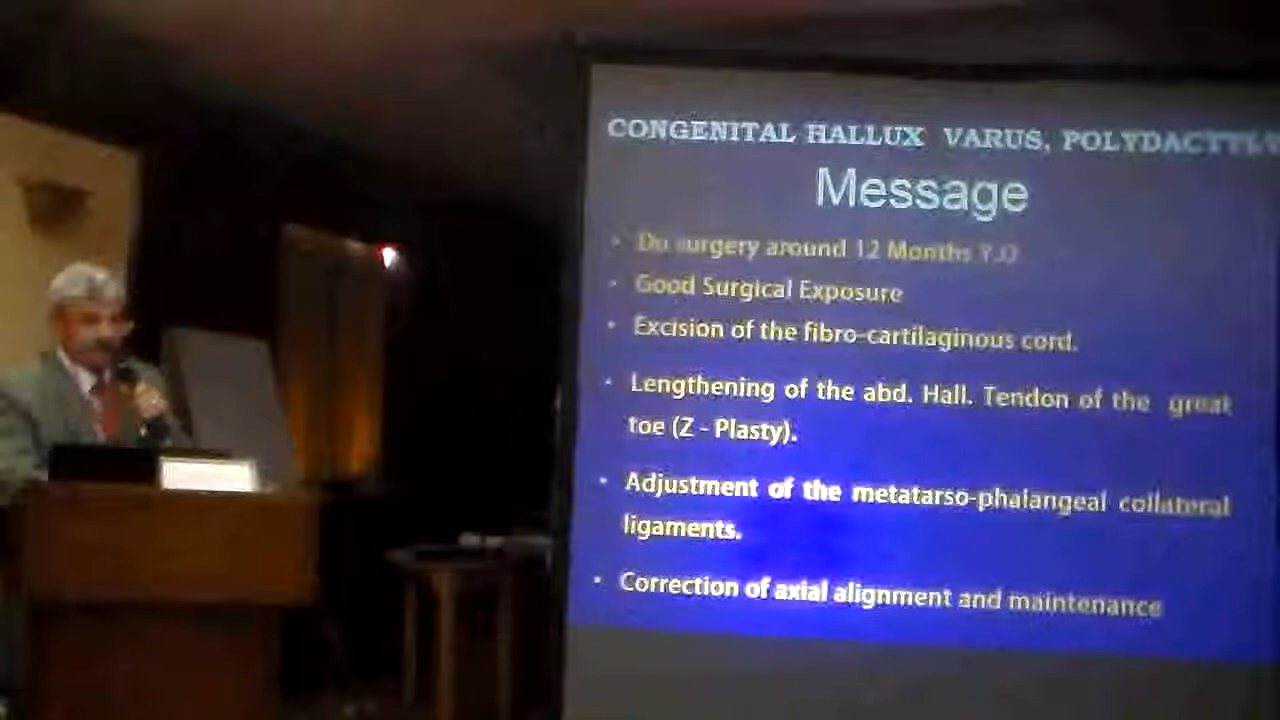 CONGENITAL HALLUX VARUS, POLYDACTYLY
Message
• Do surgery around 12 Months Y.O
• Good Surgical Exposure
• Excision of the fibro-cartilaginous cord.
• Lengthening of the abd. Hall. Tendon of the great
toe (Z - Plasty).
• Adjustment of the metatarso-phalangeal collateral
ligaments.
• Correction of axial alignment and maintenance